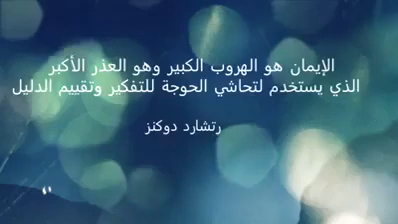 الإيمان هو الهروب الكبير وهو العذر الأكبر
الذي يستخدم لتحاشي الحوجة للتفكير وتقييم الدليل
رتشارد دوكنز
"